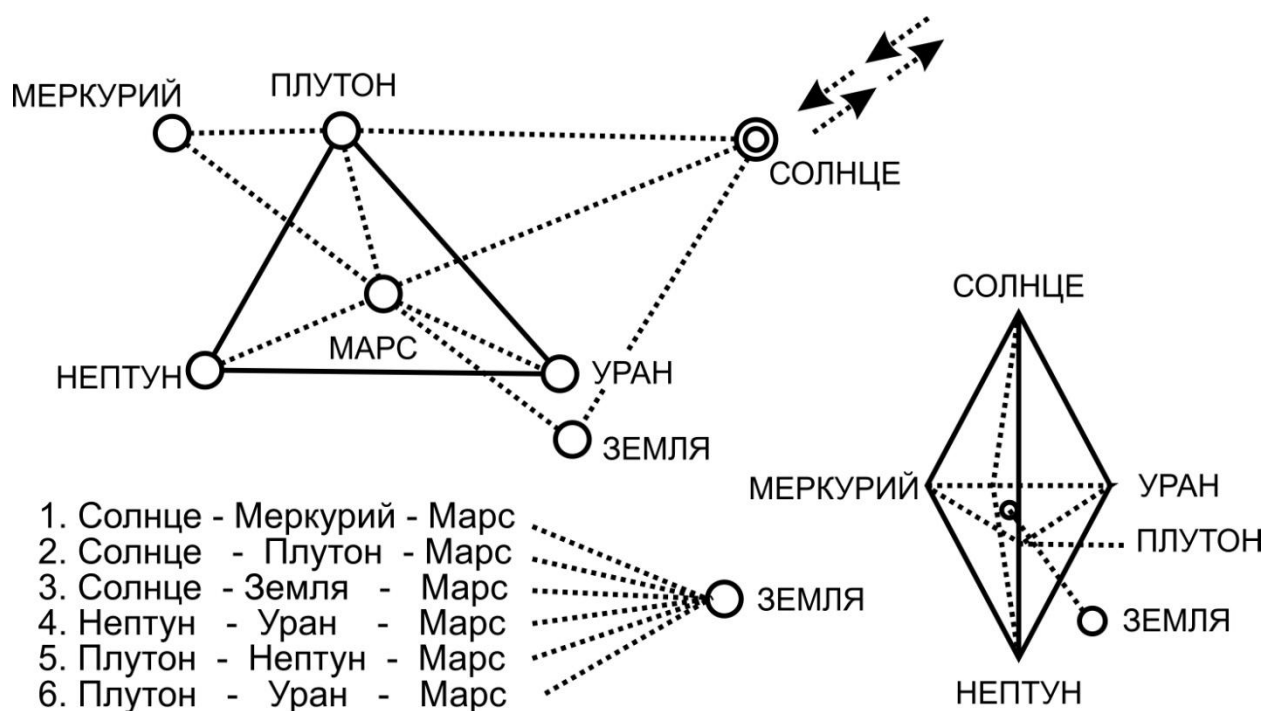 МЕРКУРИЙ
ПЛУТОН
СОЛНЦЕ
МАРС
НЕПТУН
УРАН
ЗЕМЛЯ
СОЛНЦЕ
МЕРКУРИЙ
УРАН
ПЛУТОН
ЗЕМЛЯ
НЕПТУН
1. Солнце - Меркурий - Марс
2. Солнце - Плутон - Марс
3. Солнце - Земля - Марс
4. Нептун - Уран - Марс
5. Плутон - Нептун - Марс
6. Плутон - Уран - Марс
ЗЕМЛЯ